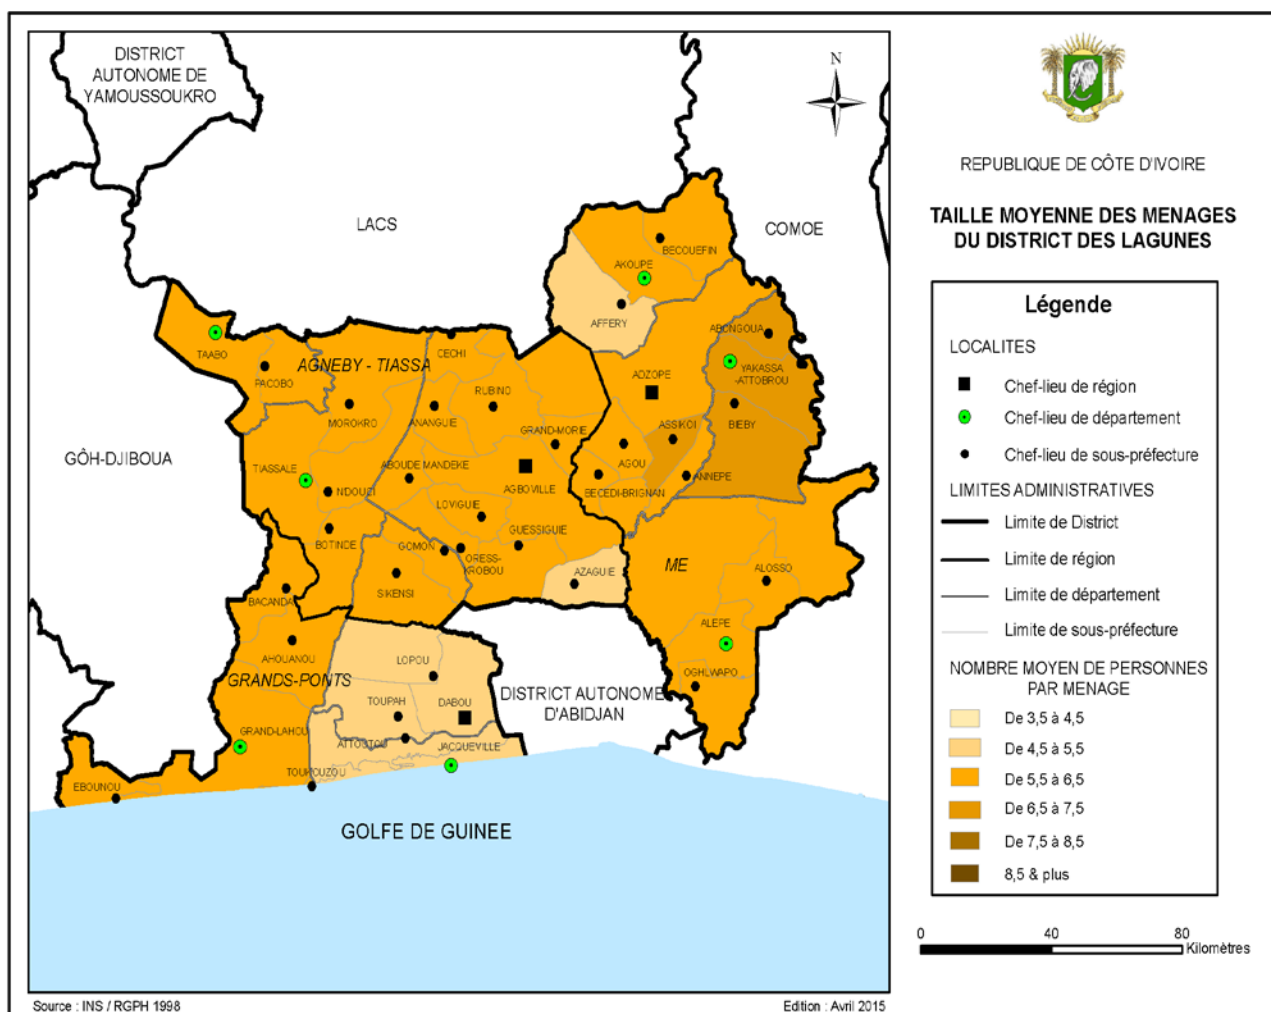 DISTRICT
AUTONOME DE
YAMOUSSOUKRO
N
LACS
COMOE
BECOUEFIN
AKOUPE
AFFERY
ABONGOUA
TAABO
PACOBO
AGNEBY - TIASSA
CECHI
YAKASSA
-ATTOBROU
ADZOPE
RUBINO
MOROKRO
ANANGUIE
GRAND-MORIE
ASSIKOI
BIEBY
GÔH-DJIBOUA
TIASSALE
NDOUCI
ABOUDE MANDEKE
AGBOVILLE
AGOU
BECEDI-BRIGNAN
ANNEPE
LOVIGUIE
GUESSIGUIE
BOTINDE
GOMON
ORESS-
KROBOU
AZAGUIE
ME
ALOSSO
SIKENSI
BACANDA
ALEPE
AHOUANOU
LOPOU
OGHLWAPO
GRANDS-PONTS
TOUPAH
DABOU
DISTRICT AUTONOME
D'ABIDJAN
GRAND-LAHOU
ATTOUTOU
JACQUEVILLE
TOUKOUZOU
EBOUNOU
GOLFE DE GUINEE
Source : INS / RGPH 1998
Edition : Avril 2015
REPUBLIQUE DE CÔTE D'IVOIRE
TAILLE MOYENNE DES MENAGES
DU DISTRICT DES LAGUNES
Légende
LOCALITES
Chef-lieu de région
Chef-lieu de département
Chef-lieu de sous-préfecture
LIMITES ADMINISTRATIVES
Limite de District
Limite de région
Limite de département
Limite de sous-préfecture
NOMBRE MOYEN DE PERSONNES
PAR MENAGE
De 3,5 à 4,5
De 4,5 à 5,5
De 5,5 à 6,5
De 6,5 à 7,5
De 7,5 à 8,5
8,5 & plus
0 40 80
Kilomètres